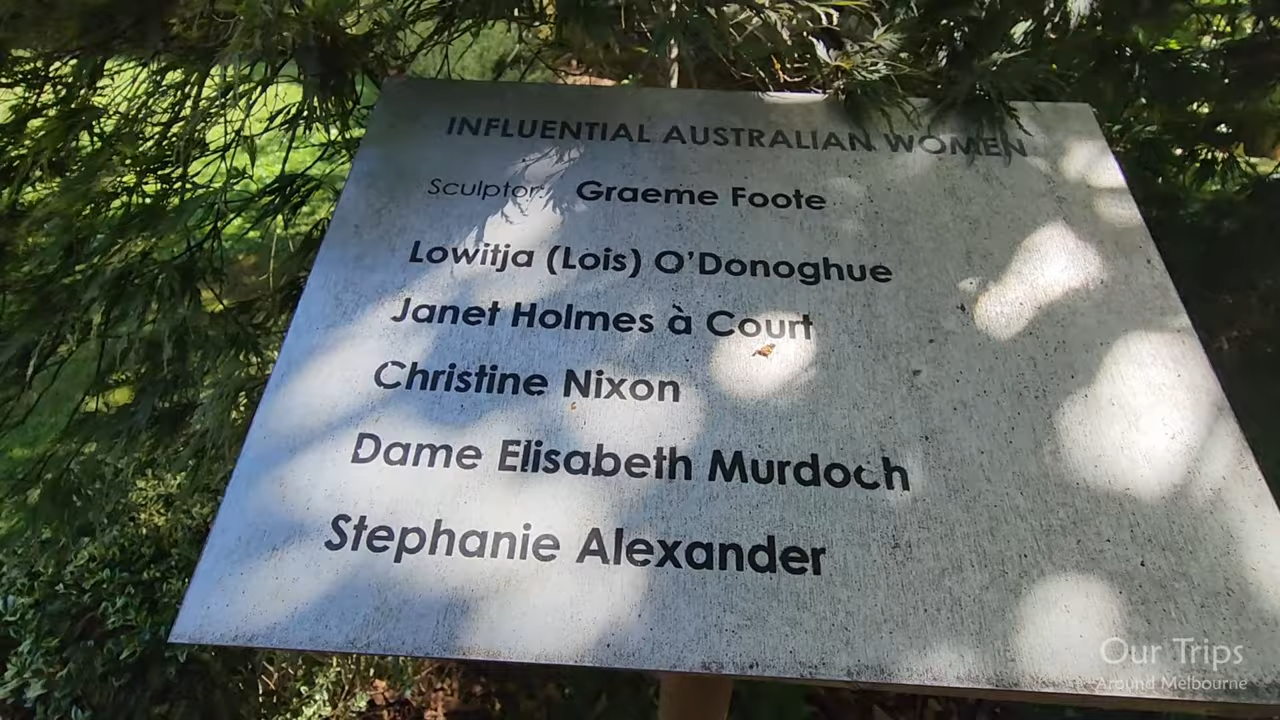 INFLUENTIAL AUSTRALIAN WOMEN
Sculptor: Graeme Foote
Lowitja (Lois) O'Donoghue
Janet Holmes à Court
Christine Nixon
Dame Elisabeth Murdoch
Stephanie Alexander
Our Trips
Around Melbourne